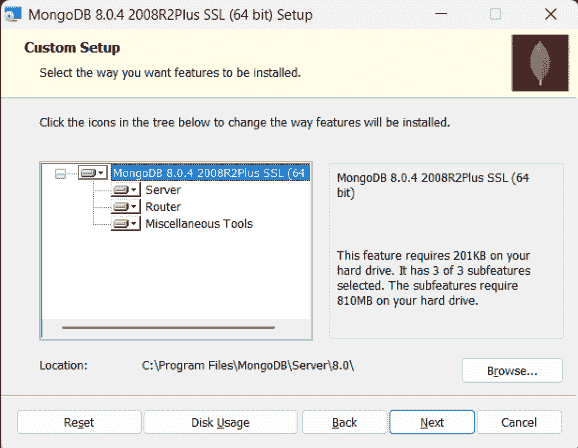 MongoDB 8.0.4 2008R2Plus SSL (64 bit) Setup
Custom Setup
Select the way you want features to be installed.
Click the icons in the tree below to change the way features will be installed.
MongoDB 8.0.4 2008R2Plus SSL (64
Server
Router
Miscellaneous Tools
MongoDB 8.0.4 2008R2Plus SSL (64
bit)
This feature requires 201KB on your
hard drive. It has 3 of 3 subfeatures
selected. The subfeatures require
810MB on your hard drive.
Location: C:\Program Files\MongoDB\Server\8.0\
Browse...
Reset Disk Usage Back Next Cancel